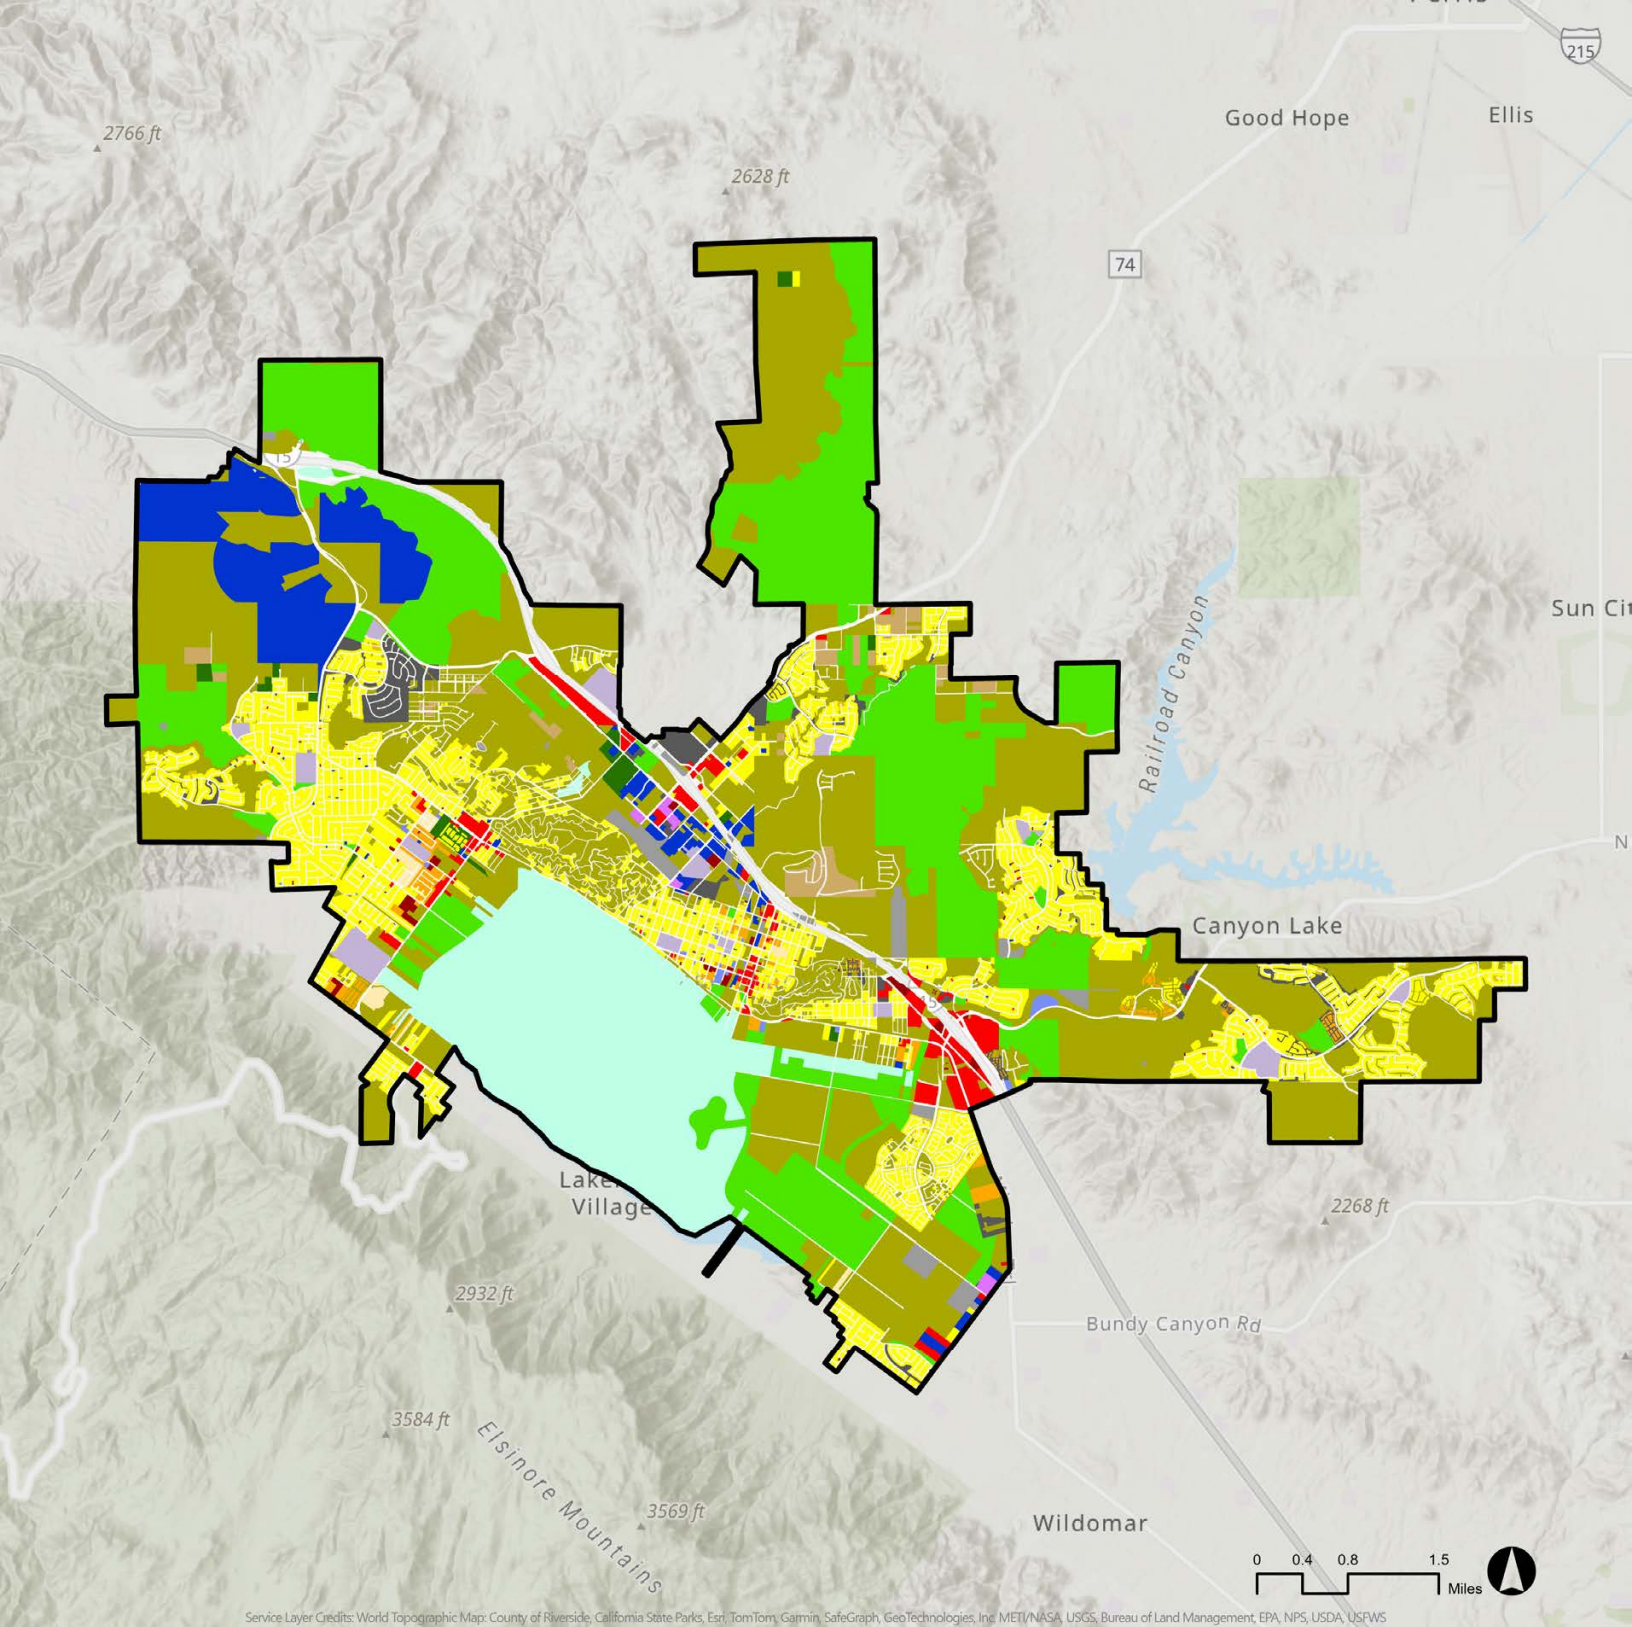 215
Good Hope
Ellis
2766 ft
2628 ft
74
15
Railroad Canyon
Sun Cit
N
Canyon Lake
15
Lake
Village
2268 ft
2932 ft
Bundy Canyon Rd
3584 ft
Elsinore Mountains
3569 ft
Wildomar
0 0.4 0.8 1.5
Miles
Service Layer Credits: World Topographic Map: County of Riverside, California State Parks, Esri, TomTom, Garmin, SafeGraph, GeoTechnologies, Inc, METI/NASA, USGS, Bureau of Land Management, EPA, NPS, USDA, USFWS